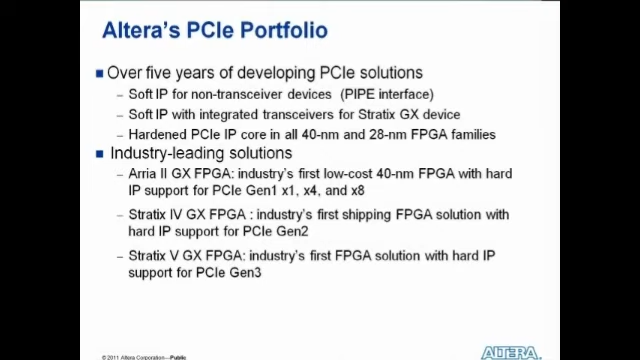 Altera's PCIe Portfolio
Over five years of developing PCIe solutions
– Soft IP for non-transceiver devices (PIPE interface)
– Soft IP with integrated transceivers for Stratix GX device
– Hardened PCIe IP core in all 40-nm and 28-nm FPGA families
Industry-leading solutions
– Arria II GX FPGA: industry's first low-cost 40-nm FPGA with hard
IP support for PCIe Gen1 x1, x4, and x8
– Stratix IV GX FPGA : industry's first shipping FPGA solution with
hard IP support for PCIe Gen2
– Stratix V GX FPGA: industry's first FPGA solution with hard IP
support for PCIe Gen3
© 2011 Altera Corporation—Public
ALTERA